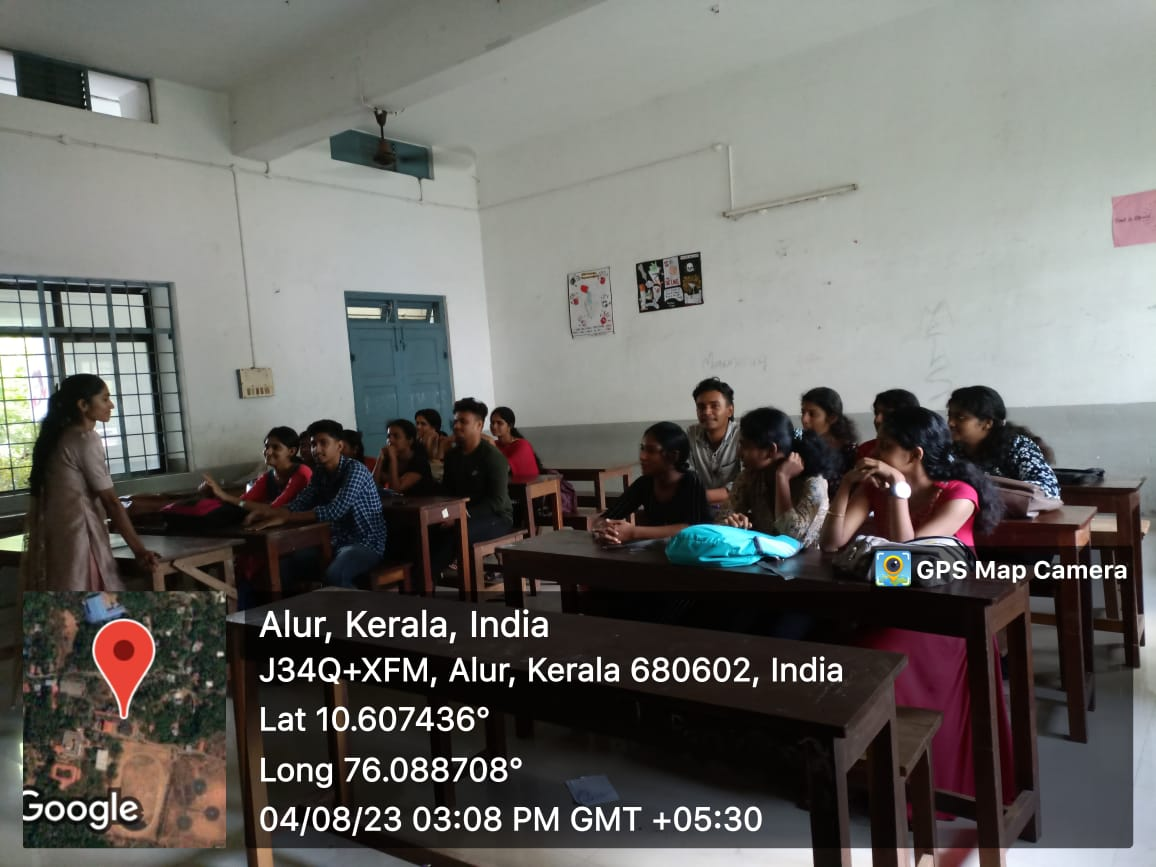 GPS Map Camera
Alur, Kerala, India
J34Q+XFM, Alur, Kerala 680602, India
Lat 10.607436°
Long 76.088708°
04/08/23 03:08 PM GMT +05:30
Google